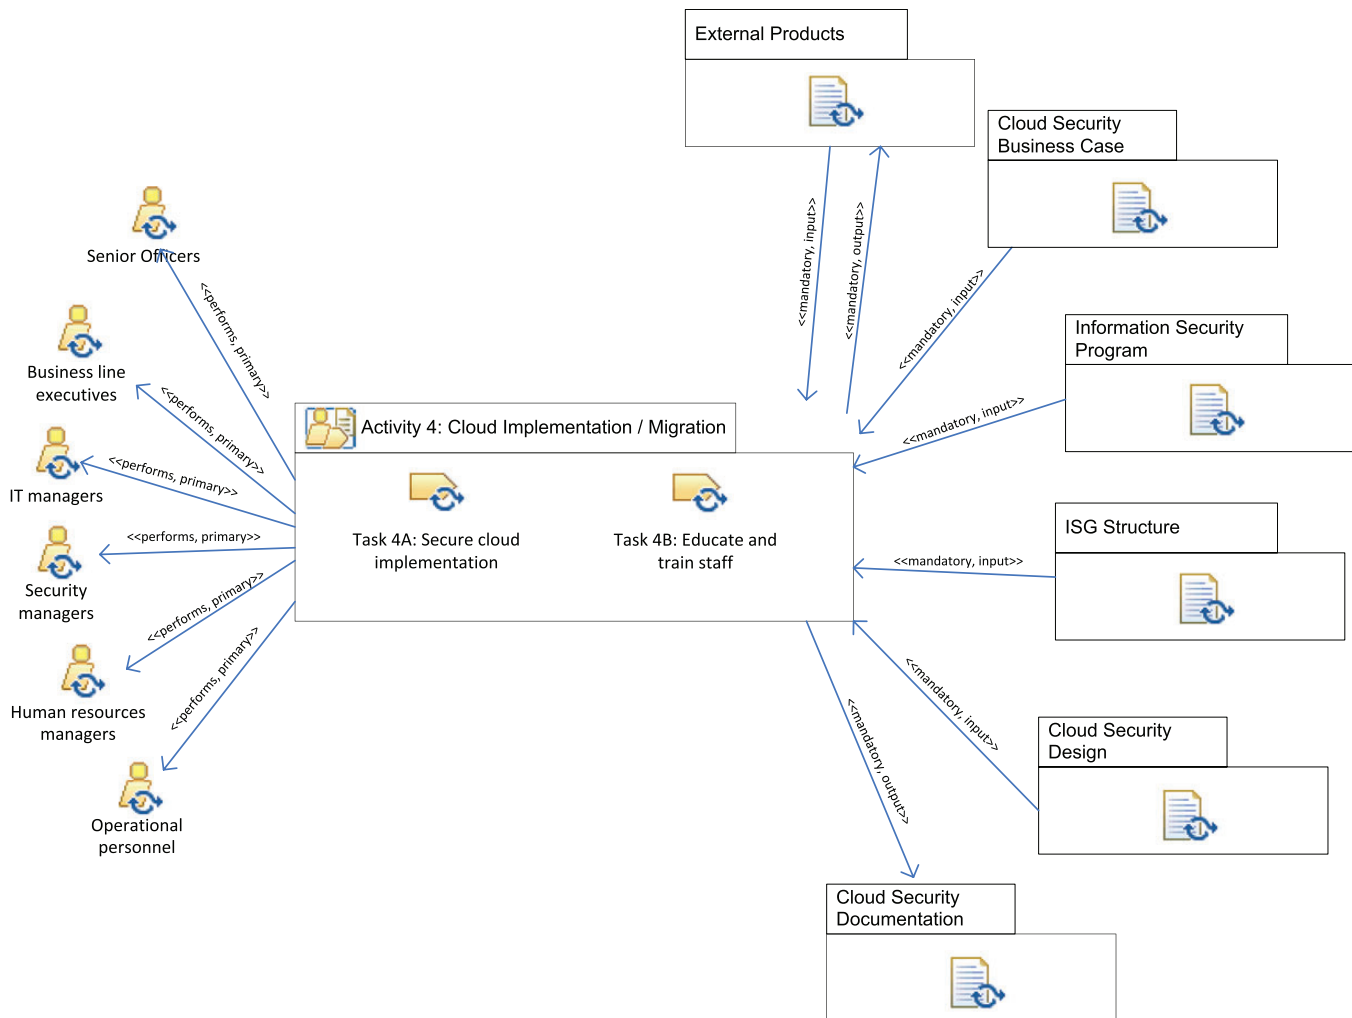 External Products
Cloud Security
Business Case
<<mandatory, input>>
<<mandatory, output>>
<<mandatory, input>>
Senior Officers
<<performs, primary>>
Business line
executives
<<performs, primary>>
Information Security
Program
<<mandatory, input>>
Activity 4: Cloud Implementation / Migration
IT managers
<<performs, primary>>
Task 4A: Secure cloud
implementation
Task 4B: Educate and
train staff
ISG Structure
<<mandatory, input>>
<<performs, primary>>
Security
managers
<<performs, primary>>
Human resources
managers
<<performs, primary>>
Operational
personnel
<<mandatory, input>>
Cloud Security
Design
<<mandatory, output>>
Cloud Security
Documentation